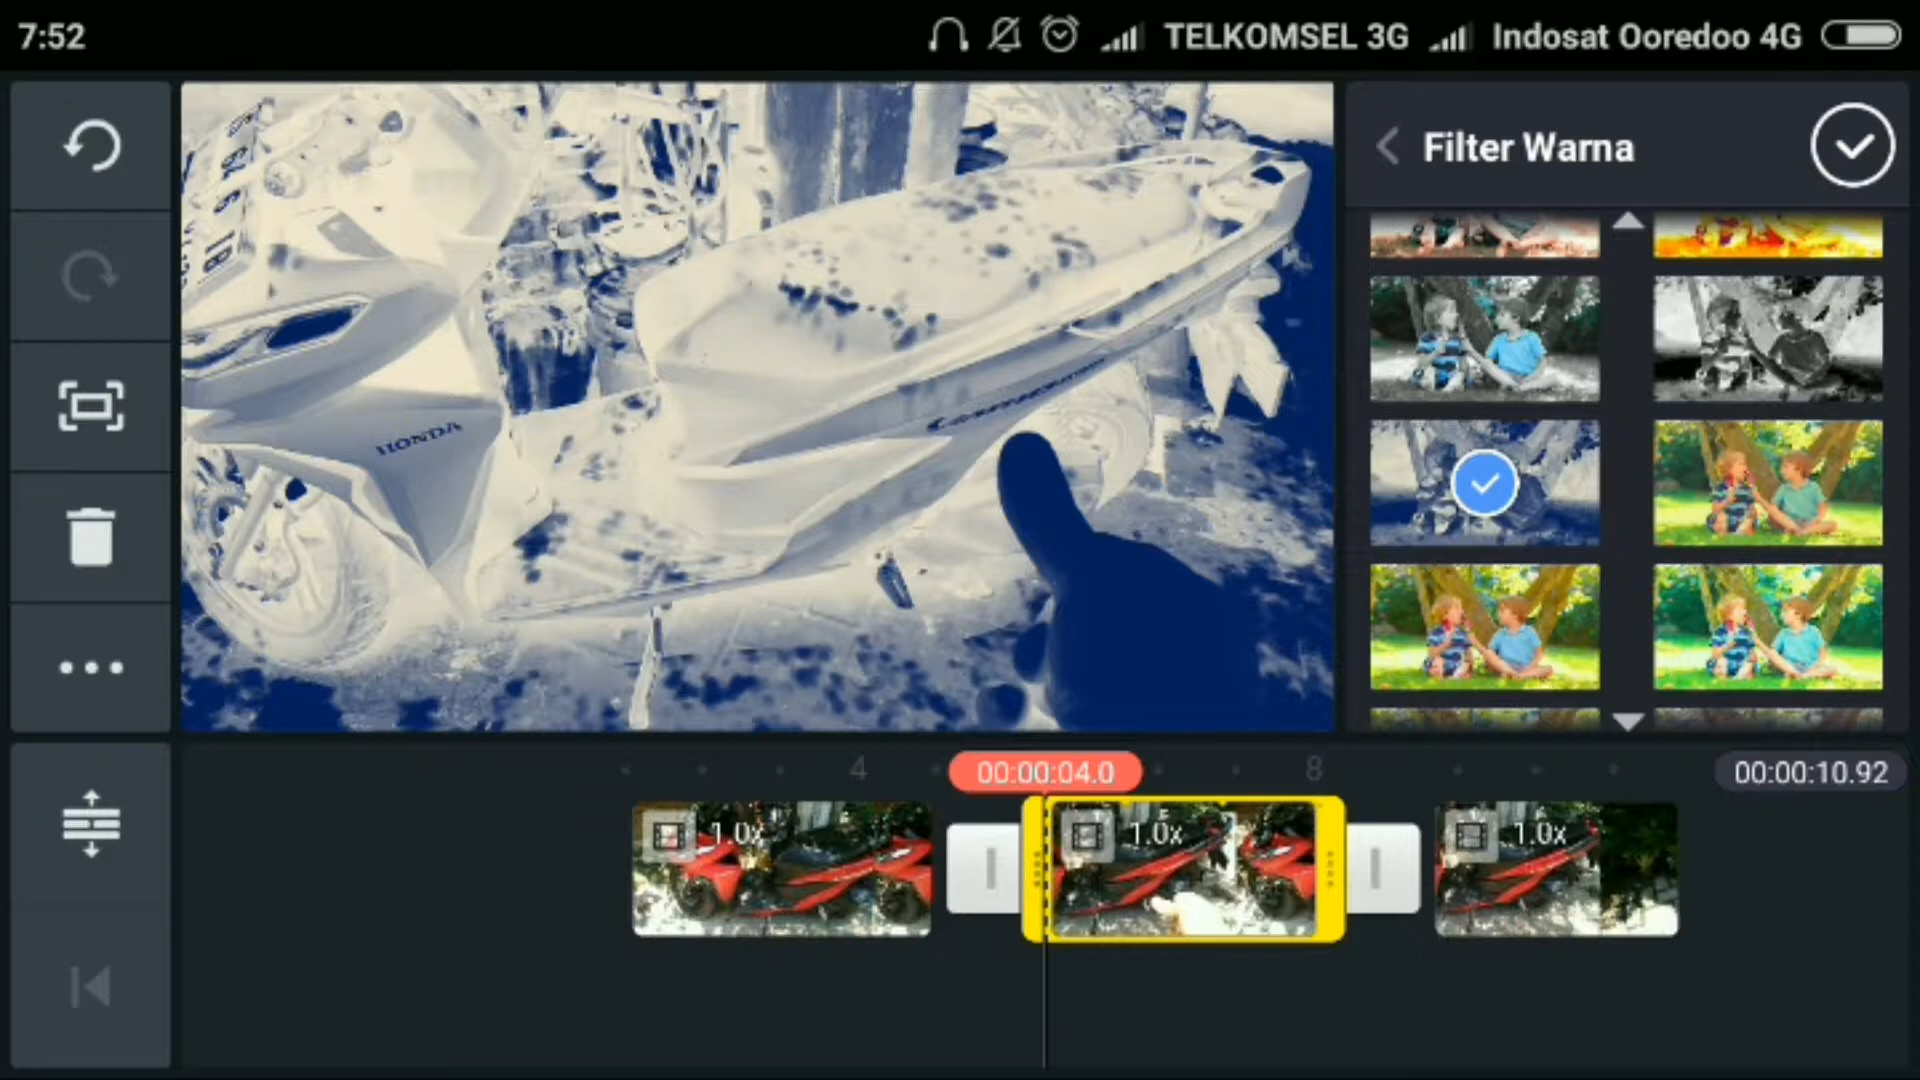 7:52
TELKOMSEL 3G
Indosat Ooredoo 4G
Filter Warna
HONDA
4
00:00:04.0
8
00:00:10.92
1.0x
1.0x
1.0x